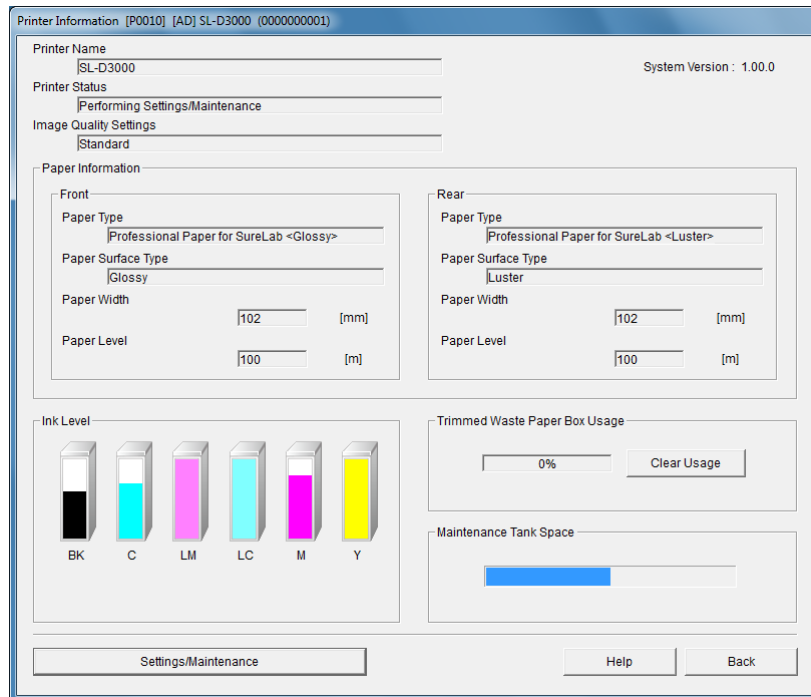 Printer Information [P0010] [AD] SL-D3000 (0000000001)
Printer Name
SL-D3000
System Version : 1.00.0
Printer Status
Performing Settings/Maintenance
Image Quality Settings
Standard
Paper Information
Front
Paper Type
Professional Paper for SureLab <Glossy>
Paper Surface Type
Glossy
Paper Width
102 [mm]
Paper Level
100 [m]
Rear
Paper Type
Professional Paper for SureLab <Luster>
Paper Surface Type
Luster
Paper Width
102 [mm]
Paper Level
100 [m]
Ink Level
BK C LM LC M Y
Trimmed Waste Paper Box Usage
0% Clear Usage
Maintenance Tank Space
Settings/Maintenance Help Back